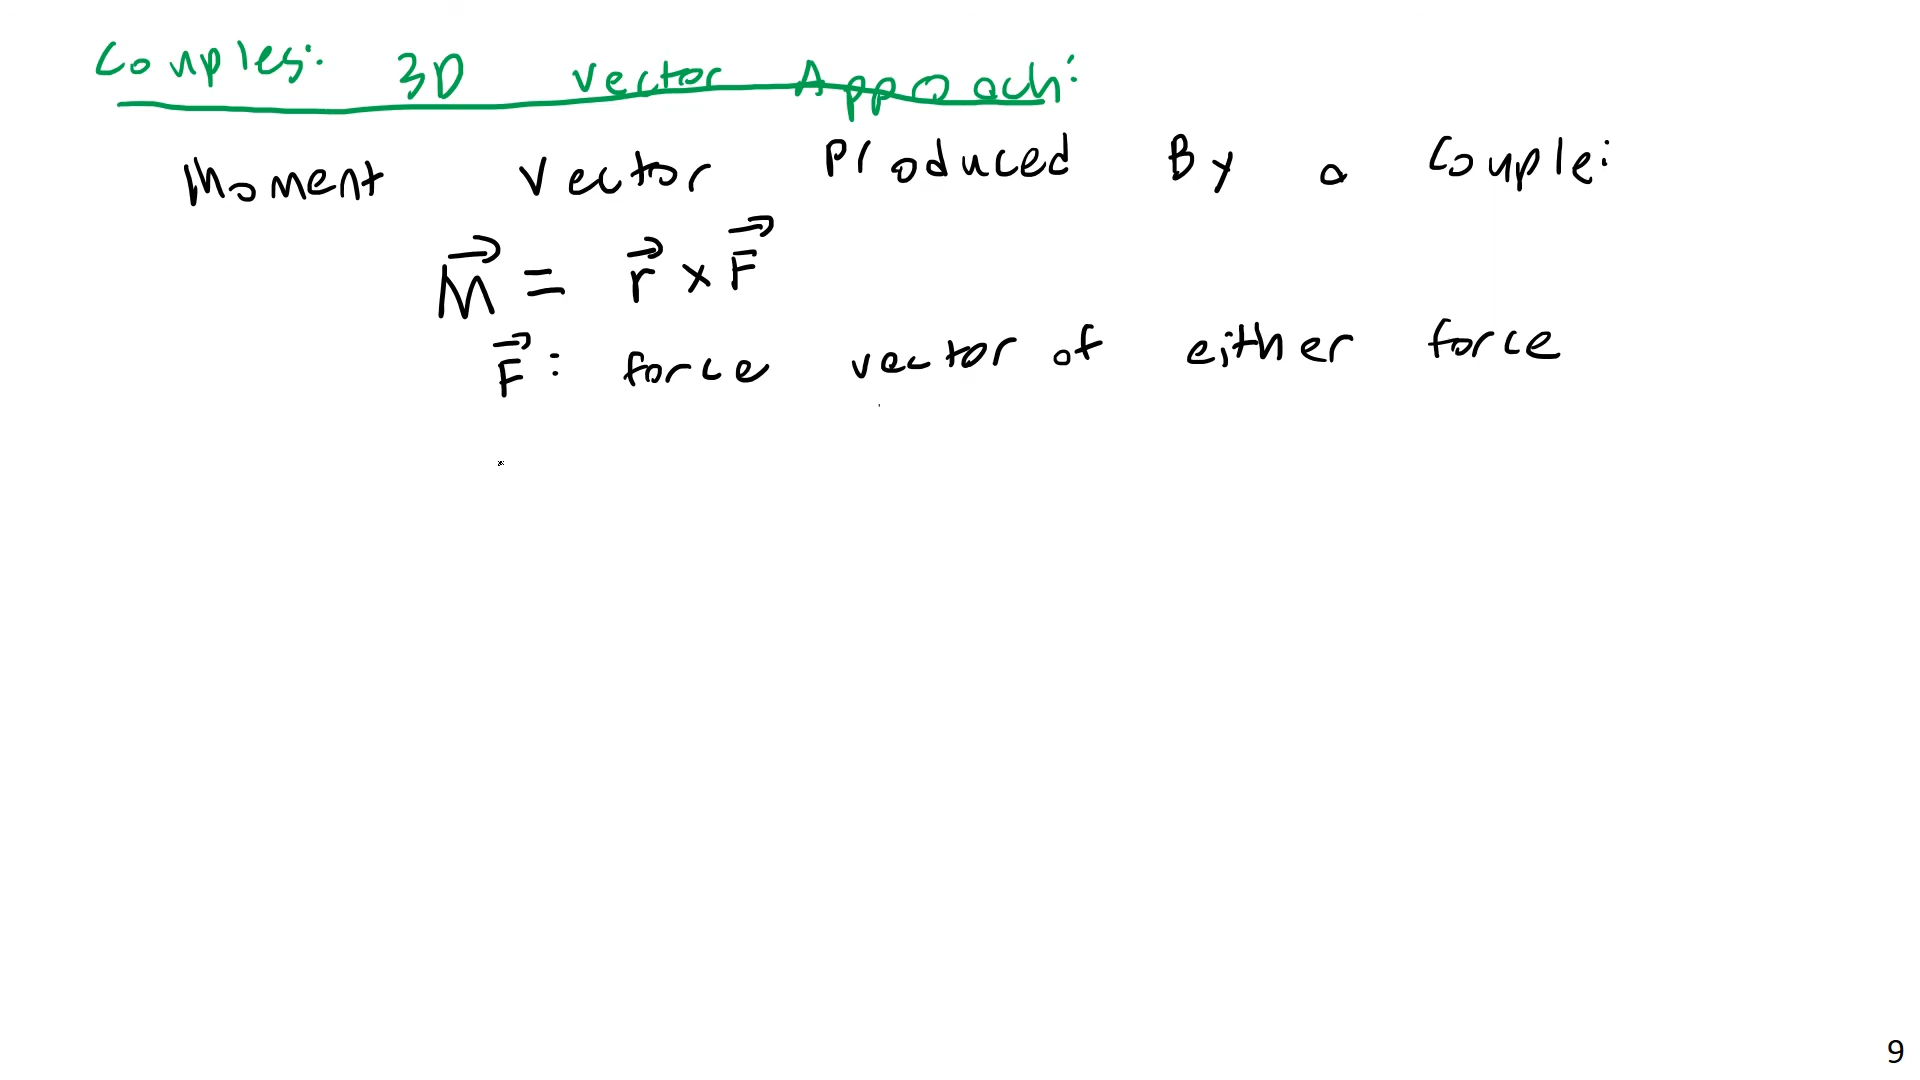 Couples: 3D vector Approach:
Moment vector Produced By a Couple:
M⃗ = r⃗ × F⃗
F⃗: force vector of either force
9